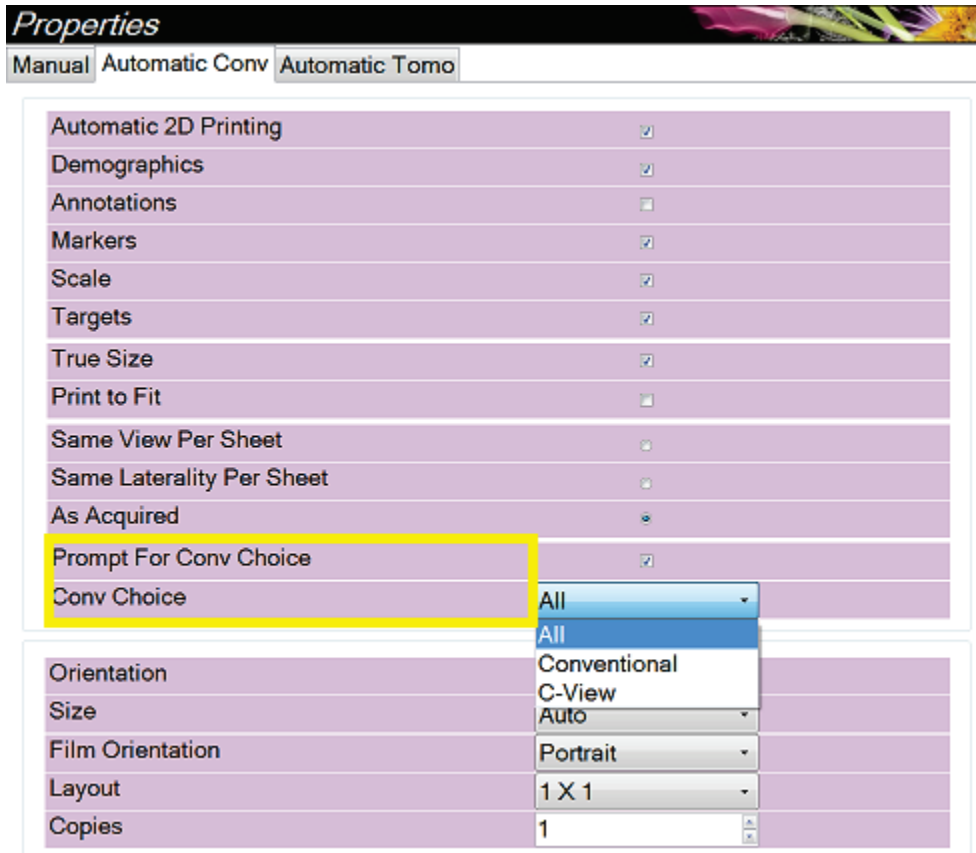 Properties
Manual Automatic Conv Automatic Tomo
Automatic 2D Printing
Demographics
Annotations
Markers
Scale
Targets
True Size
Print to Fit
Same View Per Sheet
Same Laterality Per Sheet
As Acquired
Prompt For Conv Choice
Conv Choice All
All
Conventional
C-View
Orientation
Size Auto
Film Orientation Portrait
Layout 1 X 1
Copies 1